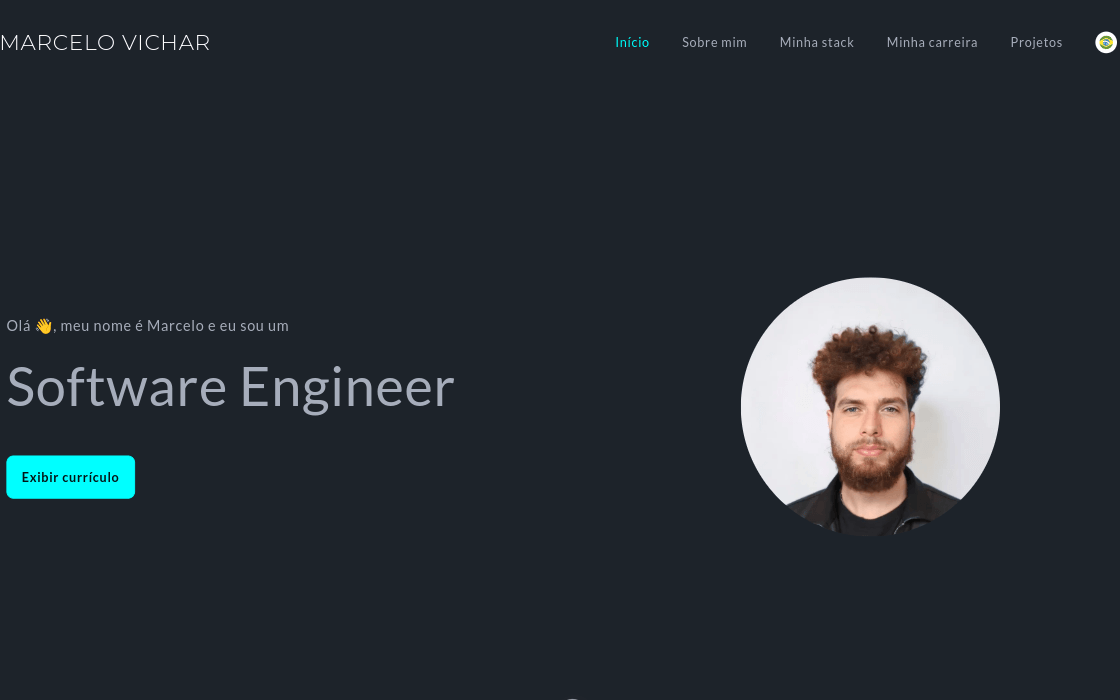 MARCELO VICHAR
Início Sobre mim Minha stack Minha carreira Projetos
Olá 👋, meu nome é Marcelo e eu sou um
Software Engineer
Exibir currículo